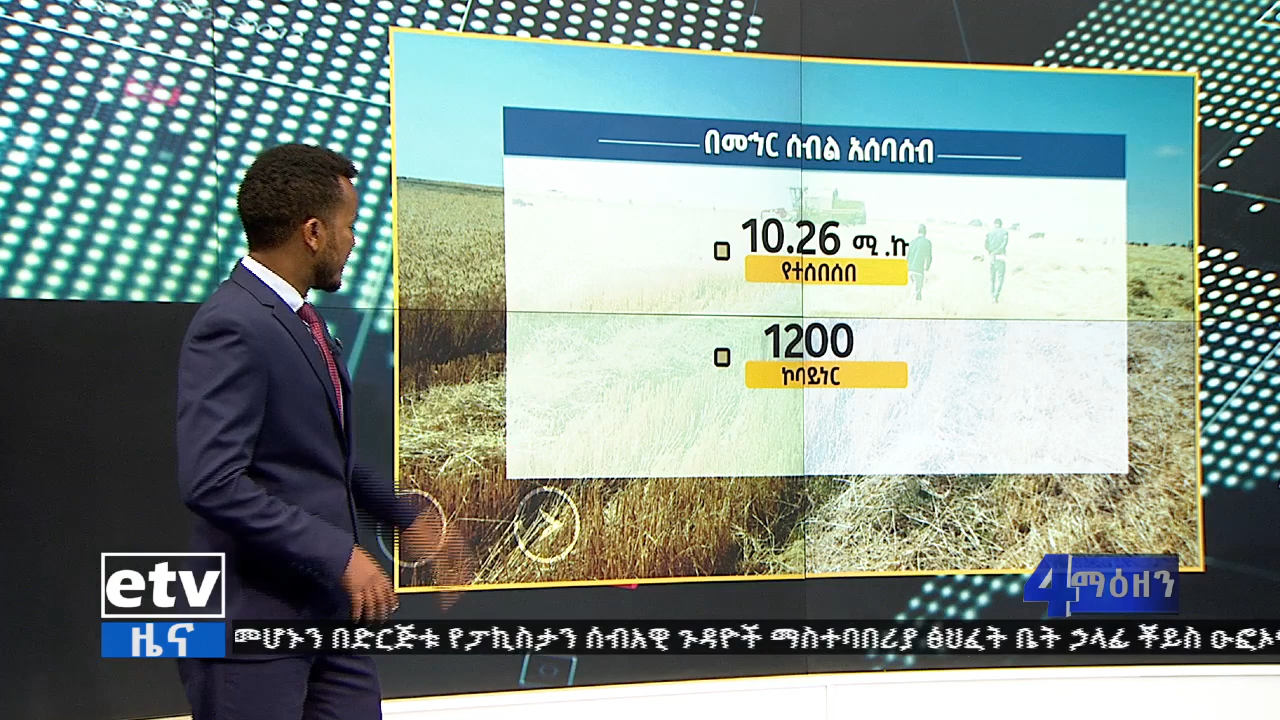 በመኸር ሰብል አሰባሰብ
10.26 ሚ.ኩ
የተሰበሰበ
1200
ኮባይነር
etv
ዜና
4 ማዕዘን
መሆኑን በድርጅቱ የፓኪስታን ሰብአዊ ጉዳዮች ማስተባበሪያ ፅህፈት ቤት ኃላፊ ቾይስ